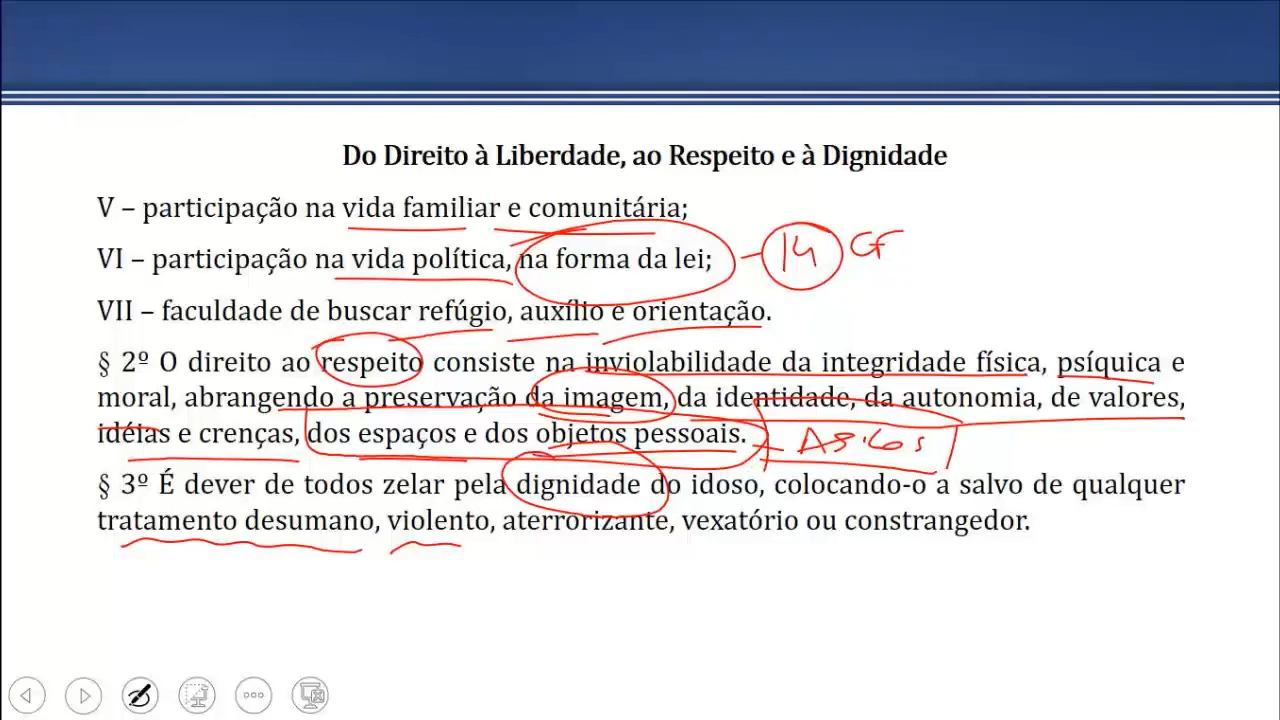 Do Direito à Liberdade, ao Respeito e à Dignidade
V – participação na vida familiar e comunitária;
VI – participação na vida política, na forma da lei; 14 CF
VII – faculdade de buscar refúgio, auxílio e orientação.
§ 2º O direito ao respeito consiste na inviolabilidade da integridade física, psíquica e
moral, abrangendo a preservação da imagem, da identidade, da autonomia, de valores,
idéias e crenças, dos espaços e dos objetos pessoais. Asilos
§ 3º É dever de todos zelar pela dignidade do idoso, colocando-o a salvo de qualquer
tratamento desumano, violento, aterrorizante, vexatório ou constrangedor.